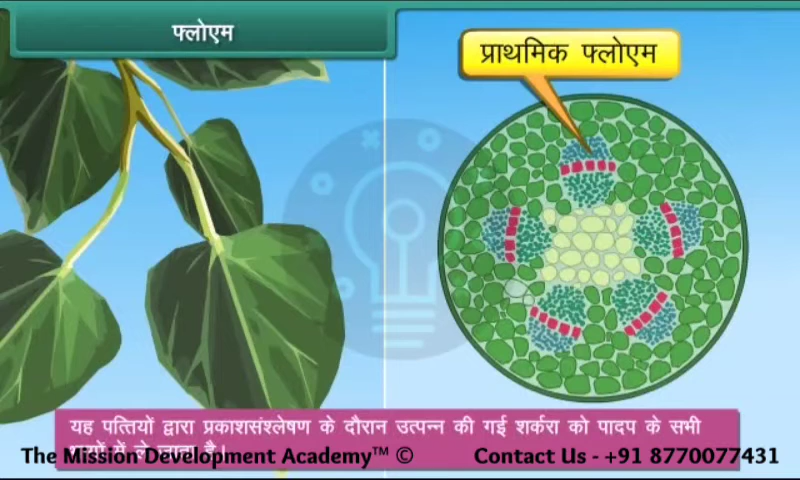 फ्लोएम
प्राथमिक फ्लोएम
यह पत्तियों द्वारा प्रकाशसंश्लेषण के दौरान उत्पन्न की गई शर्करा को पादप के सभी
में ले जाता है।
The Mission Development Academy™ © Contact Us - +91 8770077431